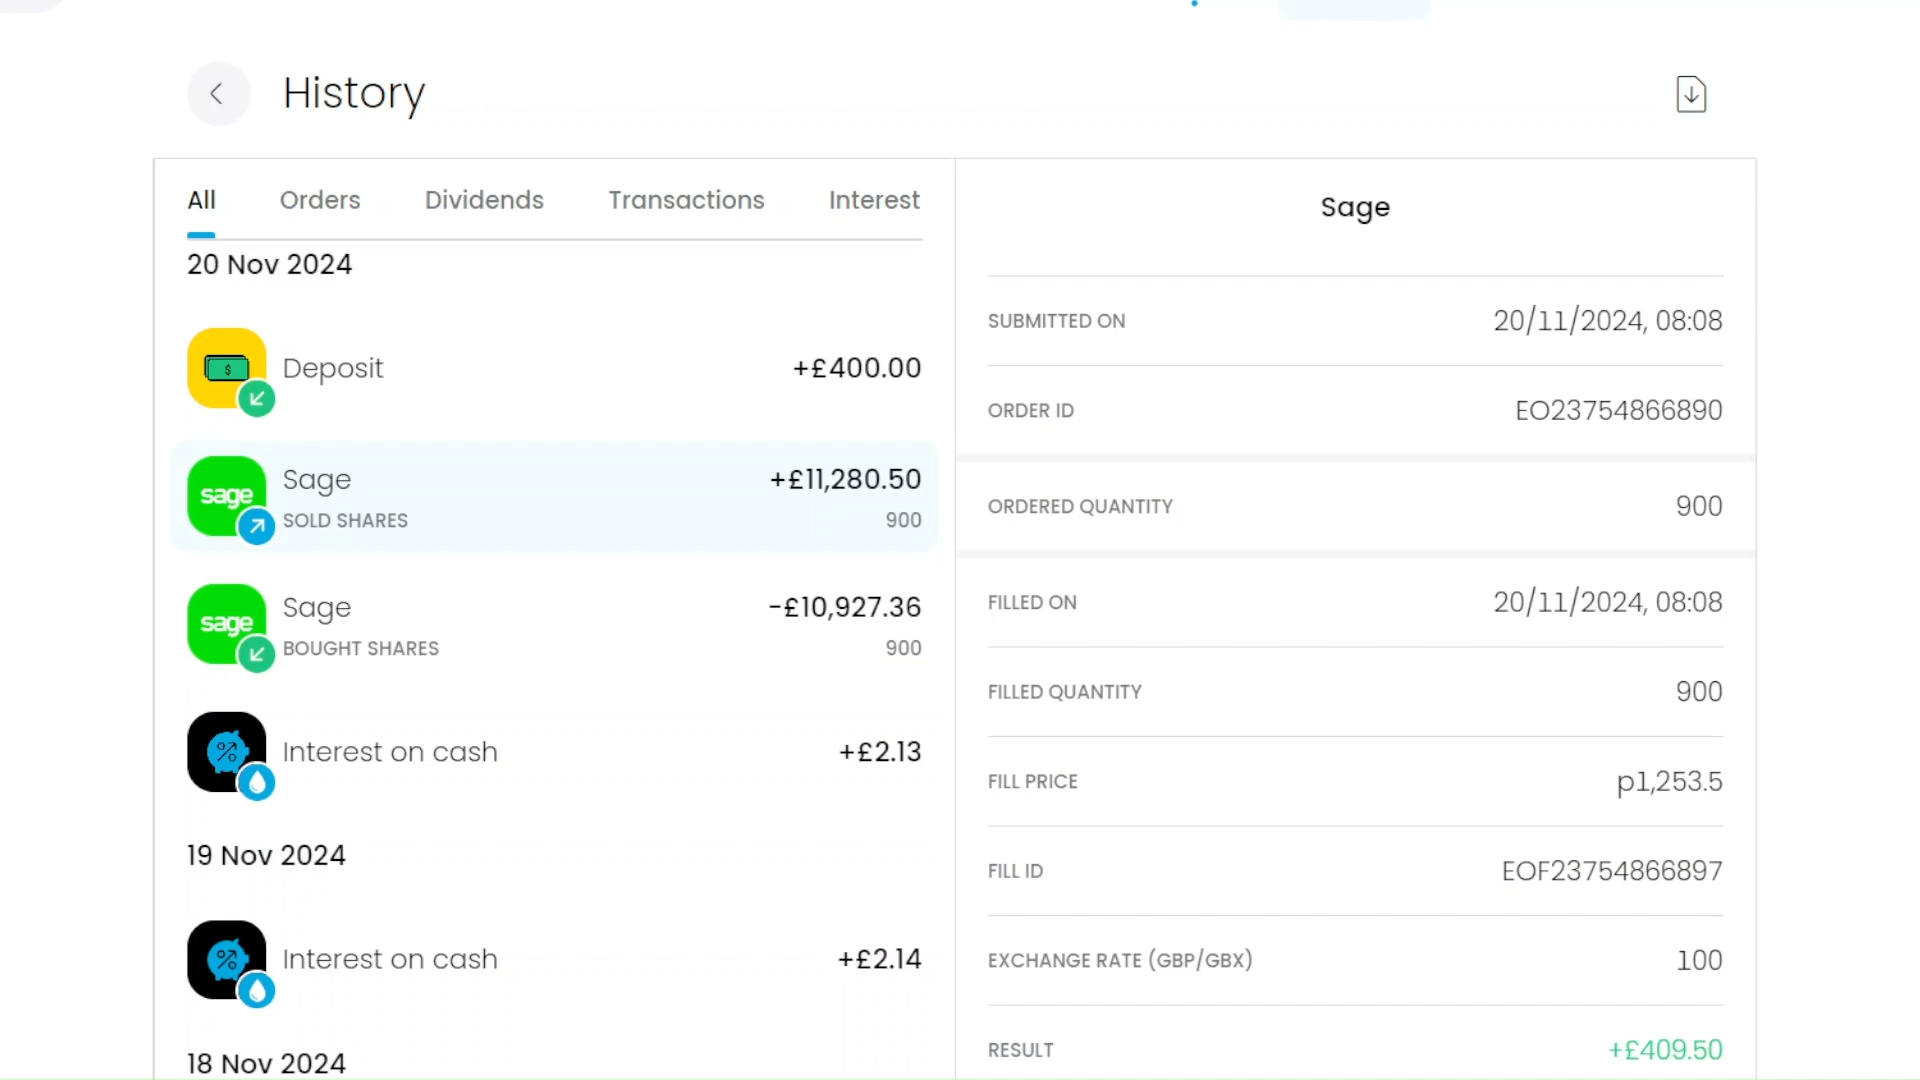 History
All Orders Dividends Transactions Interest
20 Nov 2024
$
Deposit +£400.00
sage
Sage +£11,280.50
SOLD SHARES 900
sage
Sage -£10,927.36
BOUGHT SHARES 900
%
Interest on cash +£2.13
19 Nov 2024
%
Interest on cash +£2.14
18 Nov 2024
Sage
SUBMITTED ON 20/11/2024, 08:08
ORDER ID EO23754866890
ORDERED QUANTITY 900
FILLED ON 20/11/2024, 08:08
FILLED QUANTITY 900
FILL PRICE p1,253.5
FILL ID EOF23754866897
EXCHANGE RATE (GBP/GBX) 100
RESULT +£409.50